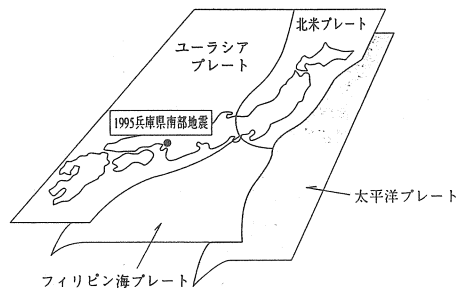 北米プレート
ユーラシア
プレート
1995兵庫県南部地震
太平洋プレート
フィリピン海プレート